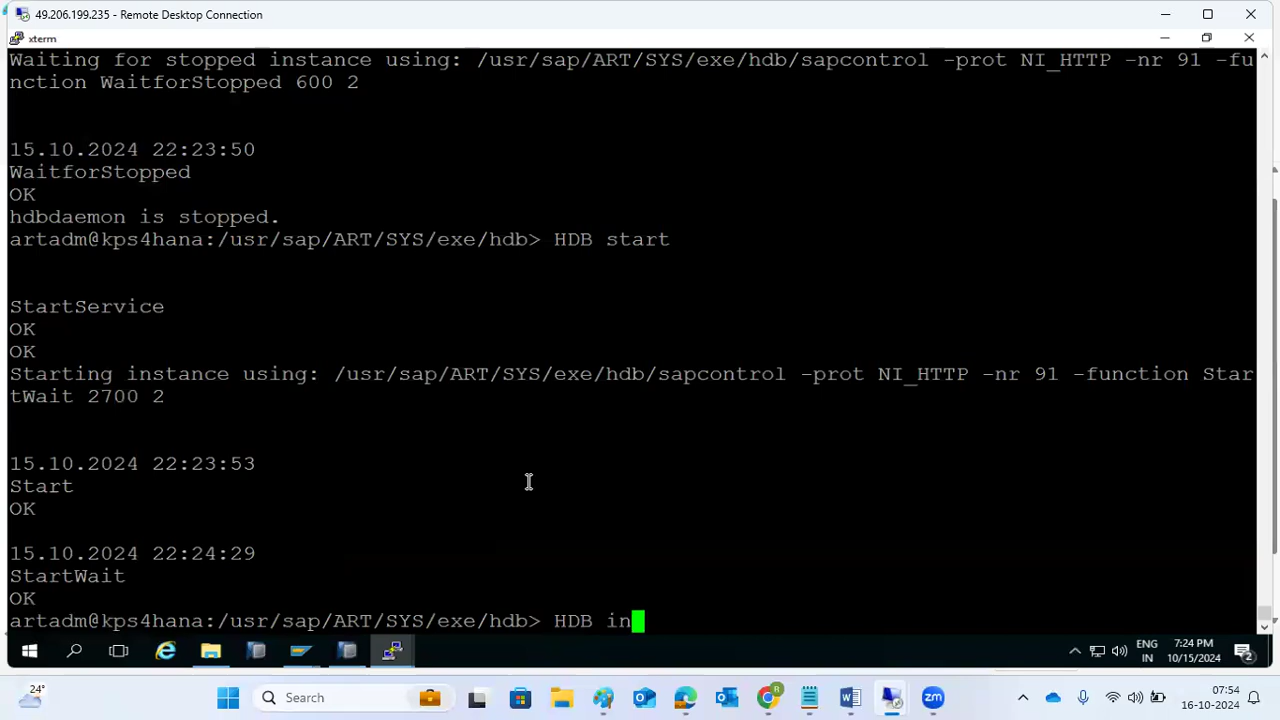 49.206.199.235 - Remote Desktop Connection
xterm
Waiting for stopped instance using: /usr/sap/ART/SYS/exe/hdb/sapcontrol -prot NI_HTTP -nr 91 -fu
nction WaitforStopped 600 2
15.10.2024 22:23:50
WaitforStopped
OK
hdbdaemon is stopped.
artadm@kps4hana:/usr/sap/ART/SYS/exe/hdb> HDB start
StartService
OK
OK
Starting instance using: /usr/sap/ART/SYS/exe/hdb/sapcontrol -prot NI_HTTP -nr 91 -function Star
tWait 2700 2
15.10.2024 22:23:53
Start
OK
15.10.2024 22:24:29
StartWait
OK
artadm@kps4hana:/usr/sap/ART/SYS/exe/hdb> HDB in
ENG 7:24 PM
IN 10/15/2024 2
24° Search 07:54
16-10-2024